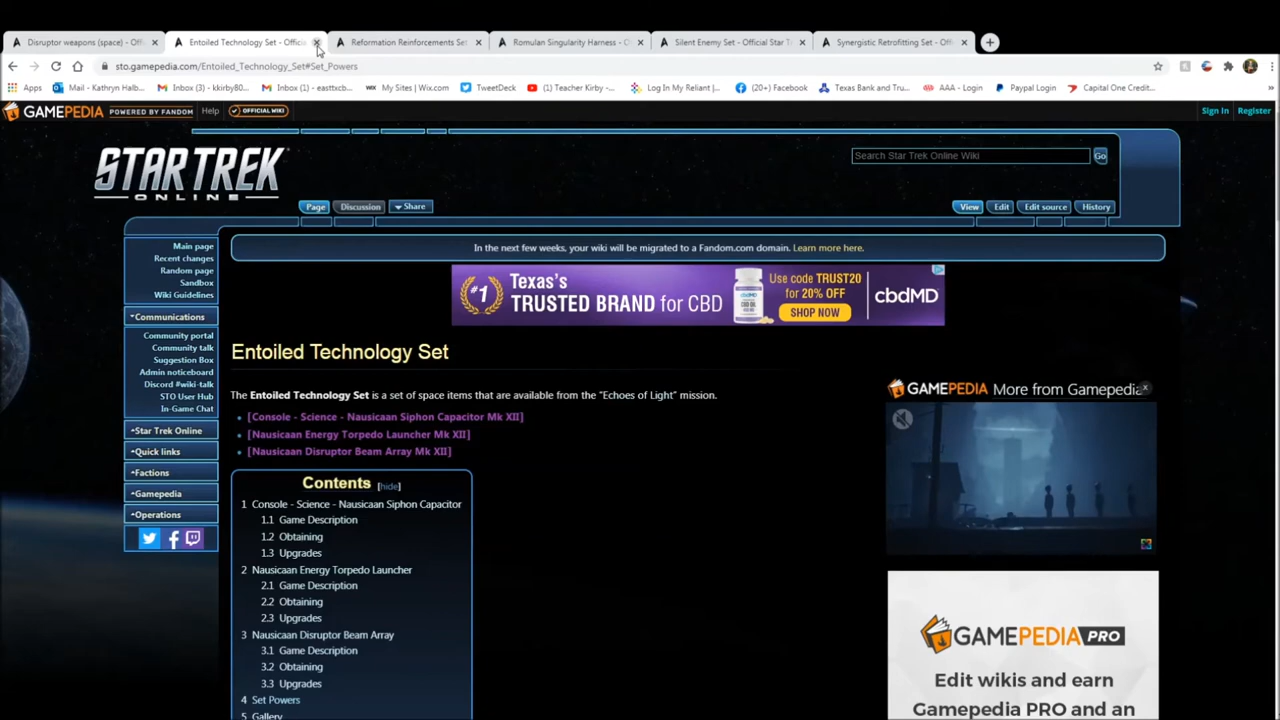 Disruptor weapons (space) - Offi
Entoiled Technology Set - Officia
Reformation Reinforcements Set
Romulan Singularity Harness - O
Silent Enemy Set - Official Star T
Synergistic Retrofitting Set - Offi
sto.gamepedia.com/Entoiled_Technology_Set#Set_Powers
Apps
Mail - Kathryn Halb...
Inbox (3) - kkirby80...
Inbox (1) - easttxcb...
My Sites | Wix.com
TweetDeck
(1) Teacher Kirby -...
Log In My Reliant |...
(20+) Facebook
Texas Bank and Tru...
AAA - Login
Paypal Login
Capital One Credit...
GAMEPEDIA POWERED BY FANDOM Help OFFICIAL WIKI
Sign In Register
STAR TREK
ONLINE
Search Star Trek Online Wiki Go
Page Discussion Share
View Edit Edit source History
Main page
Recent changes
Random page
Sandbox
Wiki Guidelines
Communications
Community portal
Community talk
Suggestion Box
Admin noticeboard
Discord #wiki-talk
STO User Hub
In-Game Chat
Star Trek Online
Quick links
Factions
Gamepedia
Operations
In the next few weeks, your wiki will be migrated to a Fandom.com domain. Learn more here.
#1
Texas's
TRUSTED BRAND for CBD
Use code TRUST20
for 20% OFF
SHOP NOW
cbdMD
Entoiled Technology Set
The Entoiled Technology Set is a set of space items that are available from the "Echoes of Light" mission.
[Console - Science - Nausicaan Siphon Capacitor Mk XII]
[Nausicaan Energy Torpedo Launcher Mk XII]
[Nausicaan Disruptor Beam Array Mk XII]
Contents [hide]
1 Console - Science - Nausicaan Siphon Capacitor
1.1 Game Description
1.2 Obtaining
1.3 Upgrades
2 Nausicaan Energy Torpedo Launcher
2.1 Game Description
2.2 Obtaining
2.3 Upgrades
3 Nausicaan Disruptor Beam Array
3.1 Game Description
3.2 Obtaining
3.3 Upgrades
4 Set Powers
5 Gallery
GAMEPEDIA More from Gamepedia
GAMEPEDIA PRO
Edit wikis and earn
Gamepedia PRO and an